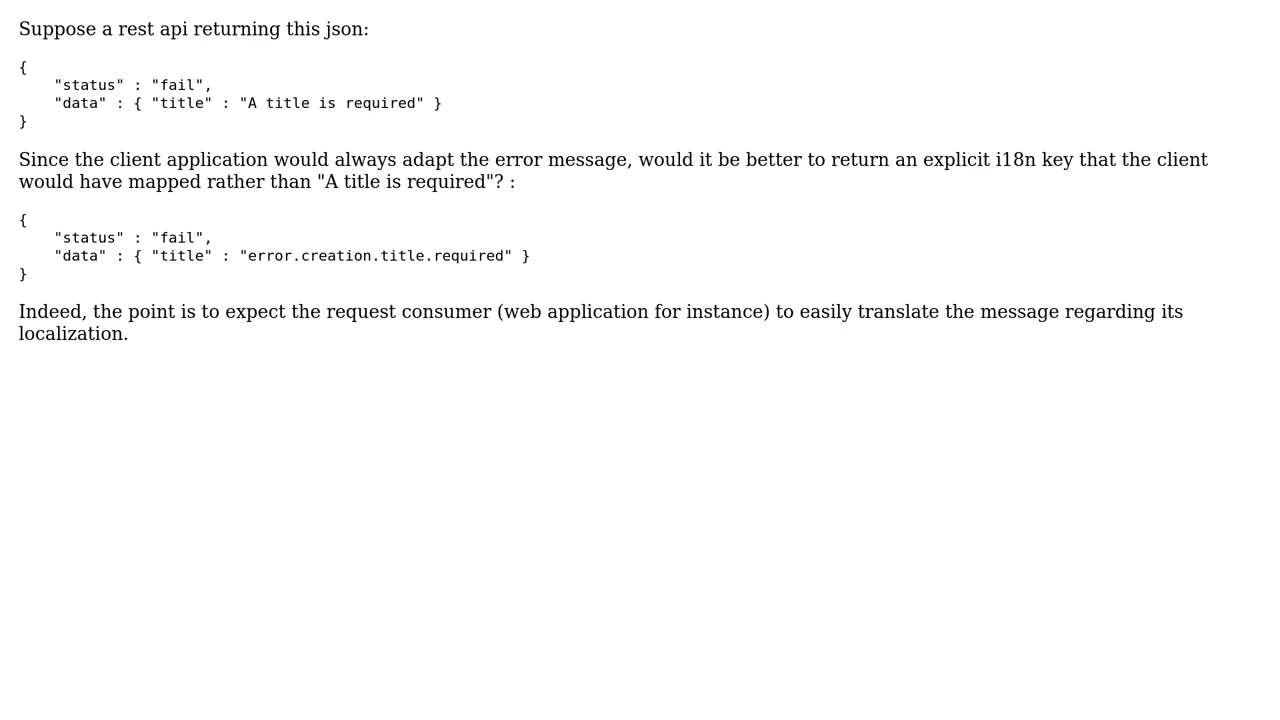 Suppose a rest api returning this json:
{
    "status" : "fail",
    "data" : { "title" : "A title is required" }
}
Since the client application would always adapt the error message, would it be better to return an explicit i18n key that the client
would have mapped rather than "A title is required"? :
{
    "status" : "fail",
    "data" : { "title" : "error.creation.title.required" }
}
Indeed, the point is to expect the request consumer (web application for instance) to easily translate the message regarding its
localization.